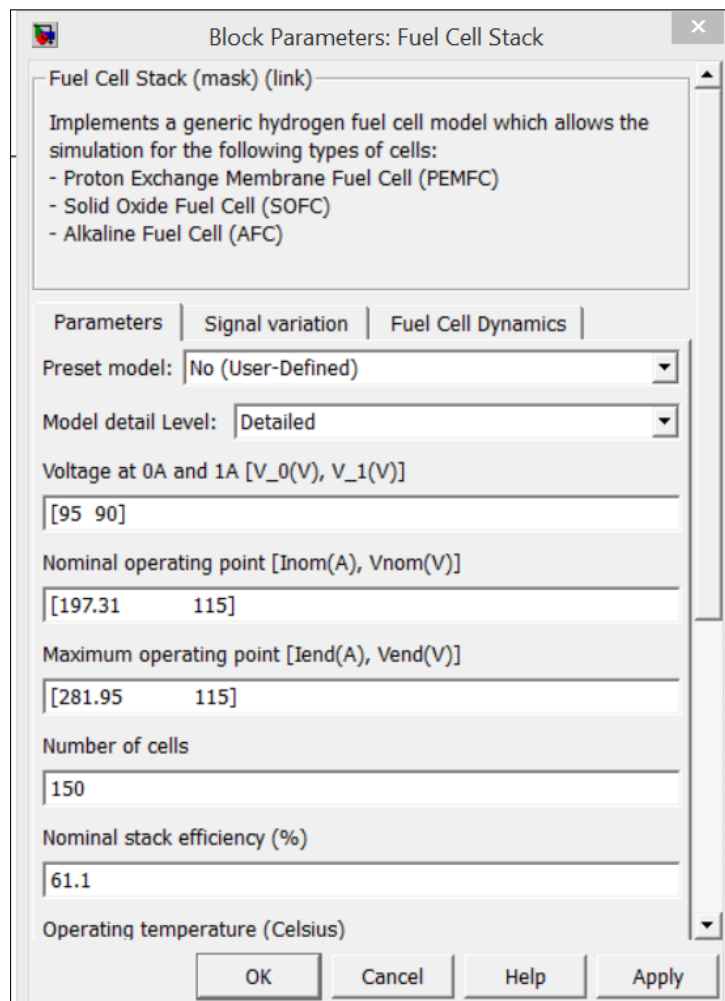 Block Parameters: Fuel Cell Stack
Fuel Cell Stack (mask) (link)
Implements a generic hydrogen fuel cell model which allows the
simulation for the following types of cells:
- Proton Exchange Membrane Fuel Cell (PEMFC)
- Solid Oxide Fuel Cell (SOFC)
- Alkaline Fuel Cell (AFC)
Parameters Signal variation Fuel Cell Dynamics
Preset model: No (User-Defined)
Model detail Level: Detailed
Voltage at 0A and 1A [V_0(V), V_1(V)]
[95 90]
Nominal operating point [Inom(A), Vnom(V)]
[197.31 115]
Maximum operating point [Iend(A), Vend(V)]
[281.95 115]
Number of cells
150
Nominal stack efficiency (%)
61.1
Operating temperature (Celsius)
OK Cancel Help Apply